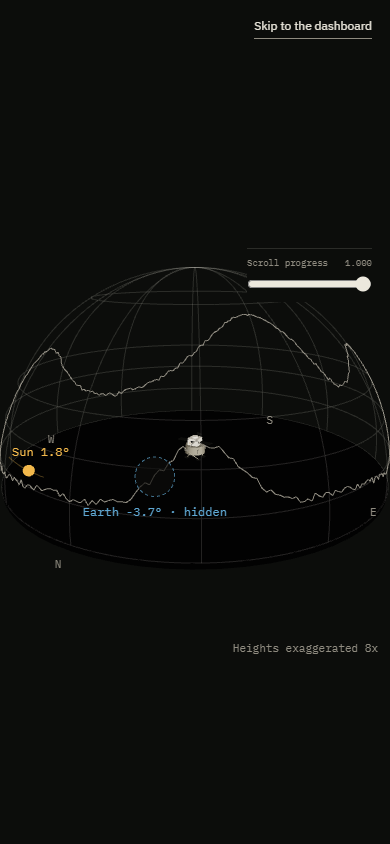 Skip to the dashboard
Scroll progress 1.000
S
W
Sun 1.8°
Earth -3.7° · hidden
E
N
Heights exaggerated 8x